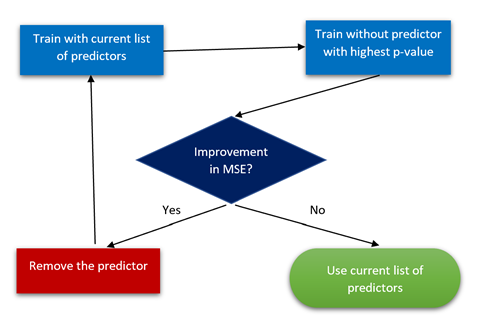 Train with current list
of predictors
Train without predictor
with highest p-value
Improvement
in MSE?
Yes
No
Remove the predictor
Use current list of
predictors